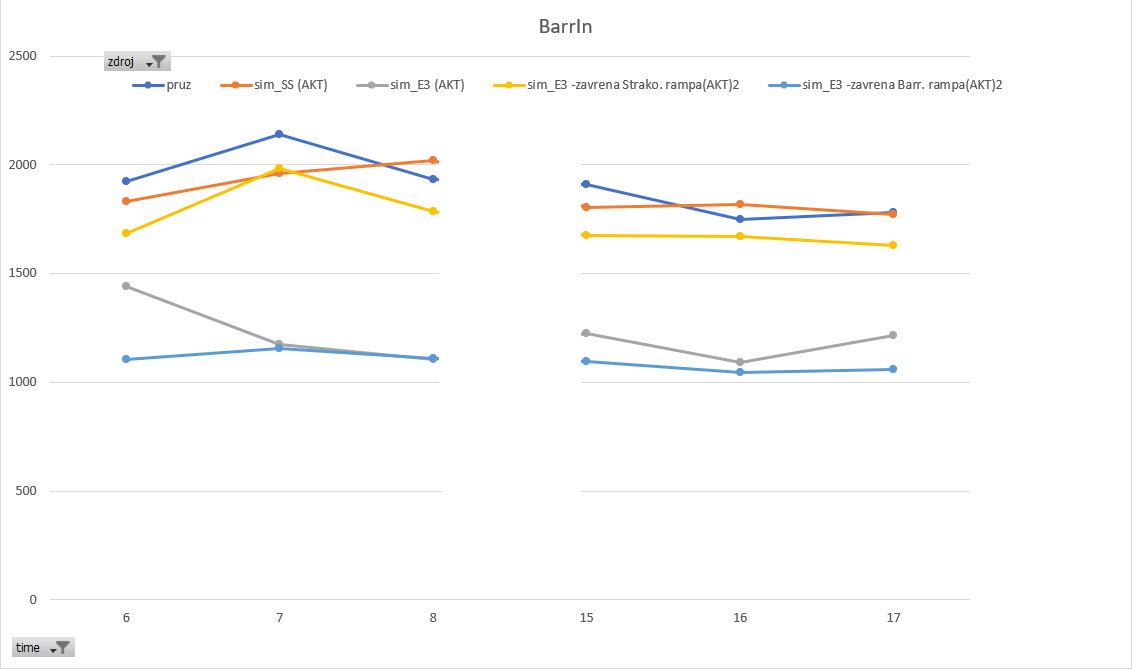 BarrIn
2500
zdroj
pruz
sim_SS (AKT)
sim_E3 (AKT)
sim_E3 -zavrena Strako. rampa(AKT)2
sim_E3 -zavrena Barr. rampa(AKT)2
2000
1500
1000
500
0
6
7
8
15
16
17
time